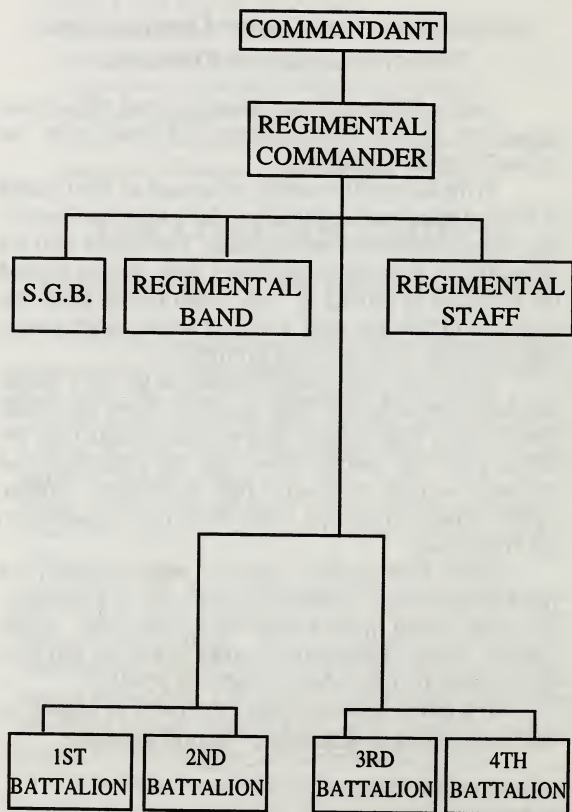 COMMANDANT
REGIMENTAL
COMMANDER
S.G.B.
REGIMENTAL
BAND
REGIMENTAL
STAFF
1ST
BATTALION
2ND
BATTALION
3RD
BATTALION
4TH
BATTALION